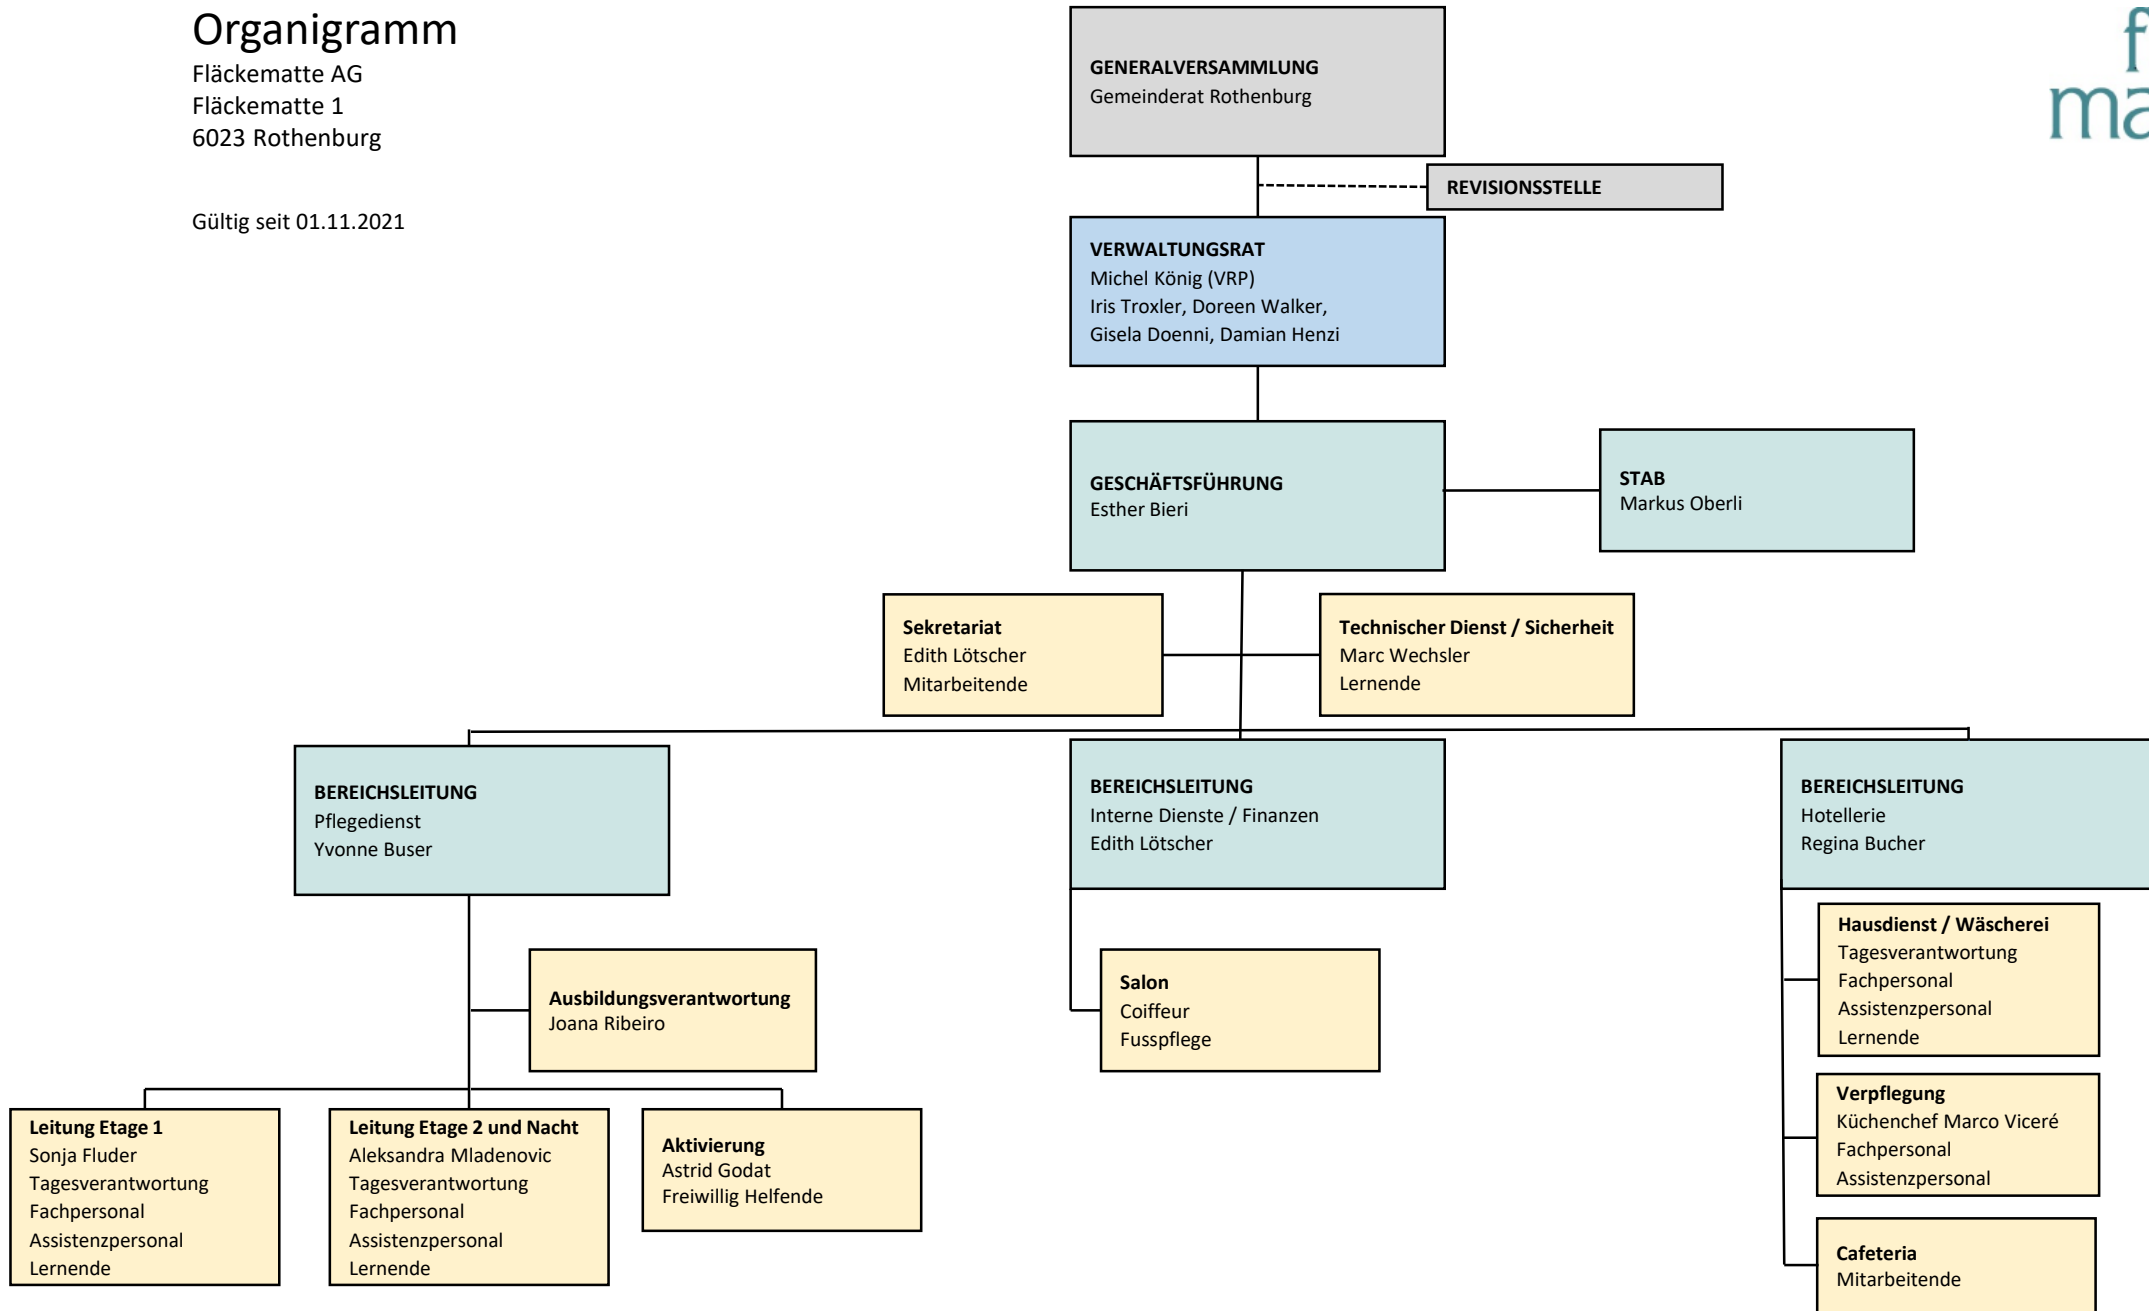 Organigramm
Fläckematte AG
Fläckematte 1
6023 Rothenburg
Gültig seit 01.11.2021
GENERALVERSAMMLUNG
Gemeinderat Rothenburg
REVISIONSSTELLE
VERWALTUNGSRAT
Michel König (VRP)
Iris Troxler, Doreen Walker,
Gisela Doenni, Damian Henzi
GESCHÄFTSFÜHRUNG
Esther Bieri
STAB
Markus Oberli
Sekretariat
Edith Lötscher
Mitarbeitende
Technischer Dienst / Sicherheit
Marc Wechsler
Lernende
BEREICHSLEITUNG
Pflegedienst
Yvonne Buser
BEREICHSLEITUNG
Interne Dienste / Finanzen
Edith Lötscher
BEREICHSLEITUNG
Hotellerie
Regina Bucher
Ausbildungsverantwortung
Joana Ribeiro
Salon
Coiffeur
Fusspflege
Hausdienst / Wäscherei
Tagesverantwortung
Fachpersonal
Assistenzpersonal
Lernende
Leitung Etage 1
Sonja Fluder
Tagesverantwortung
Fachpersonal
Assistenzpersonal
Lernende
Leitung Etage 2 und Nacht
Aleksandra Mladenovic
Tagesverantwortung
Fachpersonal
Assistenzpersonal
Lernende
Aktivierung
Astrid Godat
Freiwillig Helfende
Verpflegung
Küchenchef Marco Viceré
Fachpersonal
Assistenzpersonal
Cafeteria
Mitarbeitende